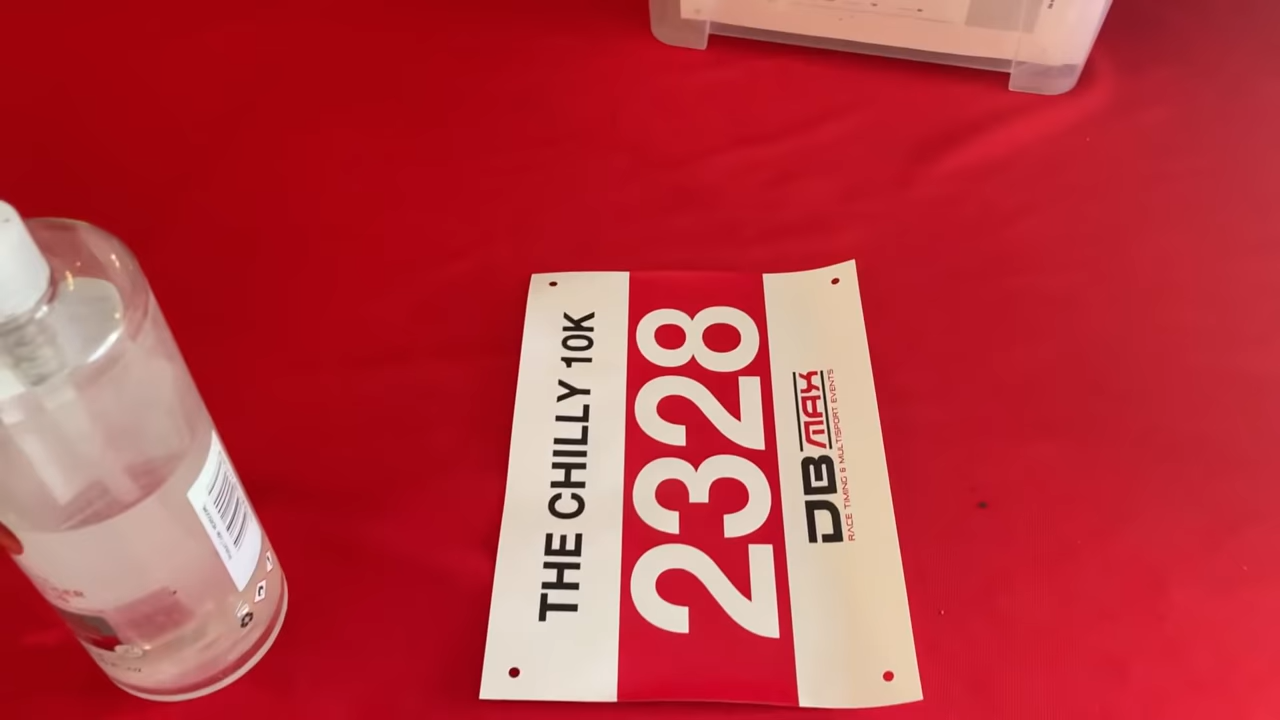 THE CHILLY 10K
2328
DB MAX
RACE TIMING & MULTISPORT EVENTS